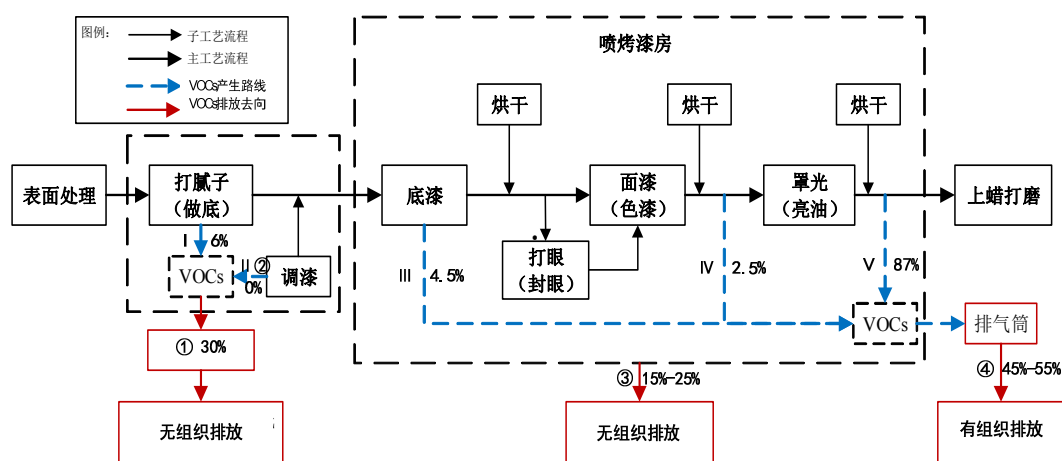 图例：
子工艺流程
主工艺流程
VOCs产生路线
VOCs排放去向
喷烤漆房
烘干
烘干
烘干
表面处理
打腻子
（做底）
底漆
面漆
（色漆）
罩光
（亮油）
上蜡打磨
I 6%
VOCs
II ②
0%
调漆
III 4.5%
打眼
（封眼）
IV 2.5%
V 87%
VOCs
排气筒
① 30%
③ 15%-25%
④ 45%-55%
无组织排放
无组织排放
有组织排放